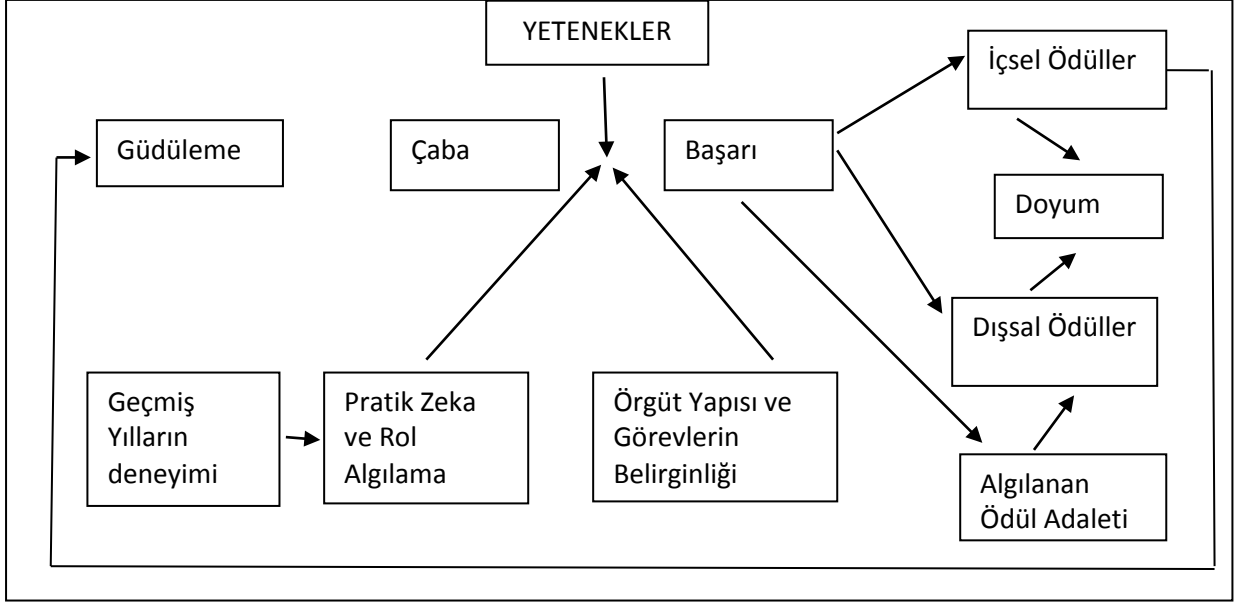 YETENEKLER
İçsel Ödüller
Güdüleme
Çaba
Başarı
Doyum
Dışsal Ödüller
Geçmiş
Yılların
deneyimi
Pratik Zeka
ve Rol
Algılama
Örgüt Yapısı ve
Görevlerin
Belirginliği
Algılanan
Ödül Adaleti